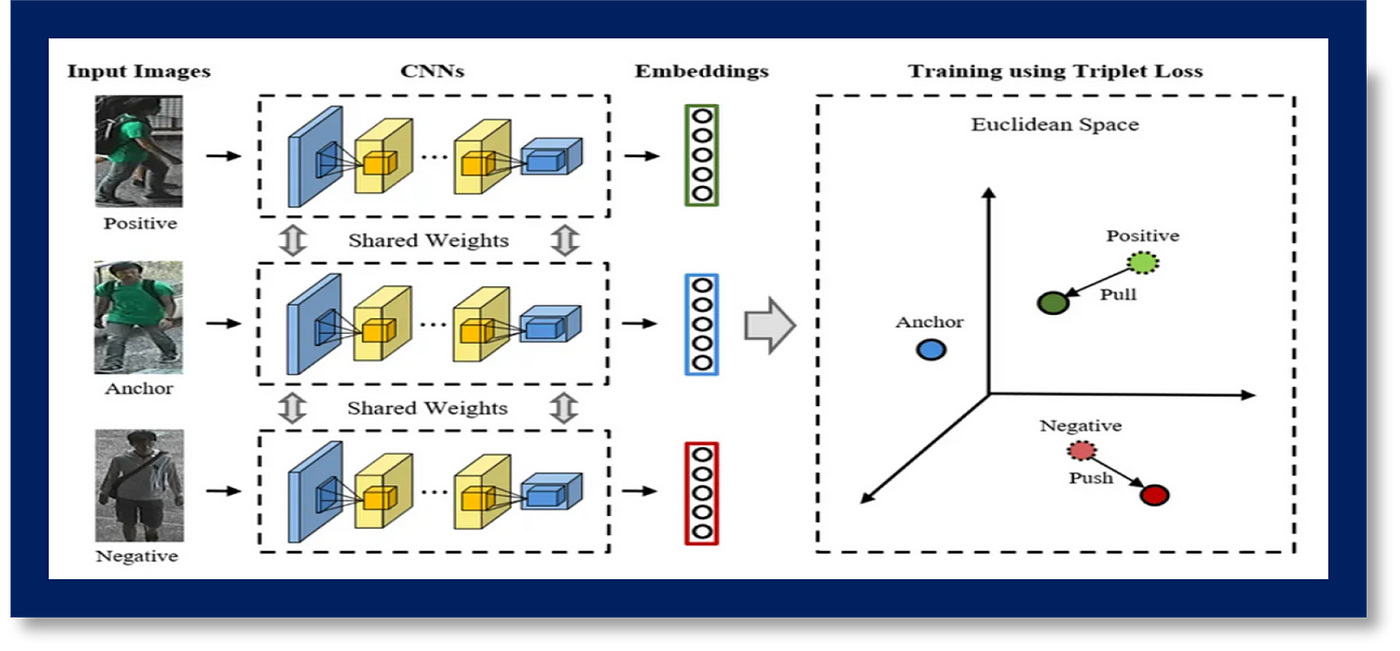 Input Images
CNNs
Embeddings
Training using Triplet Loss
Euclidean Space
Positive
Shared Weights
Anchor
Shared Weights
Negative
Positive
Pull
Anchor
Negative
Push